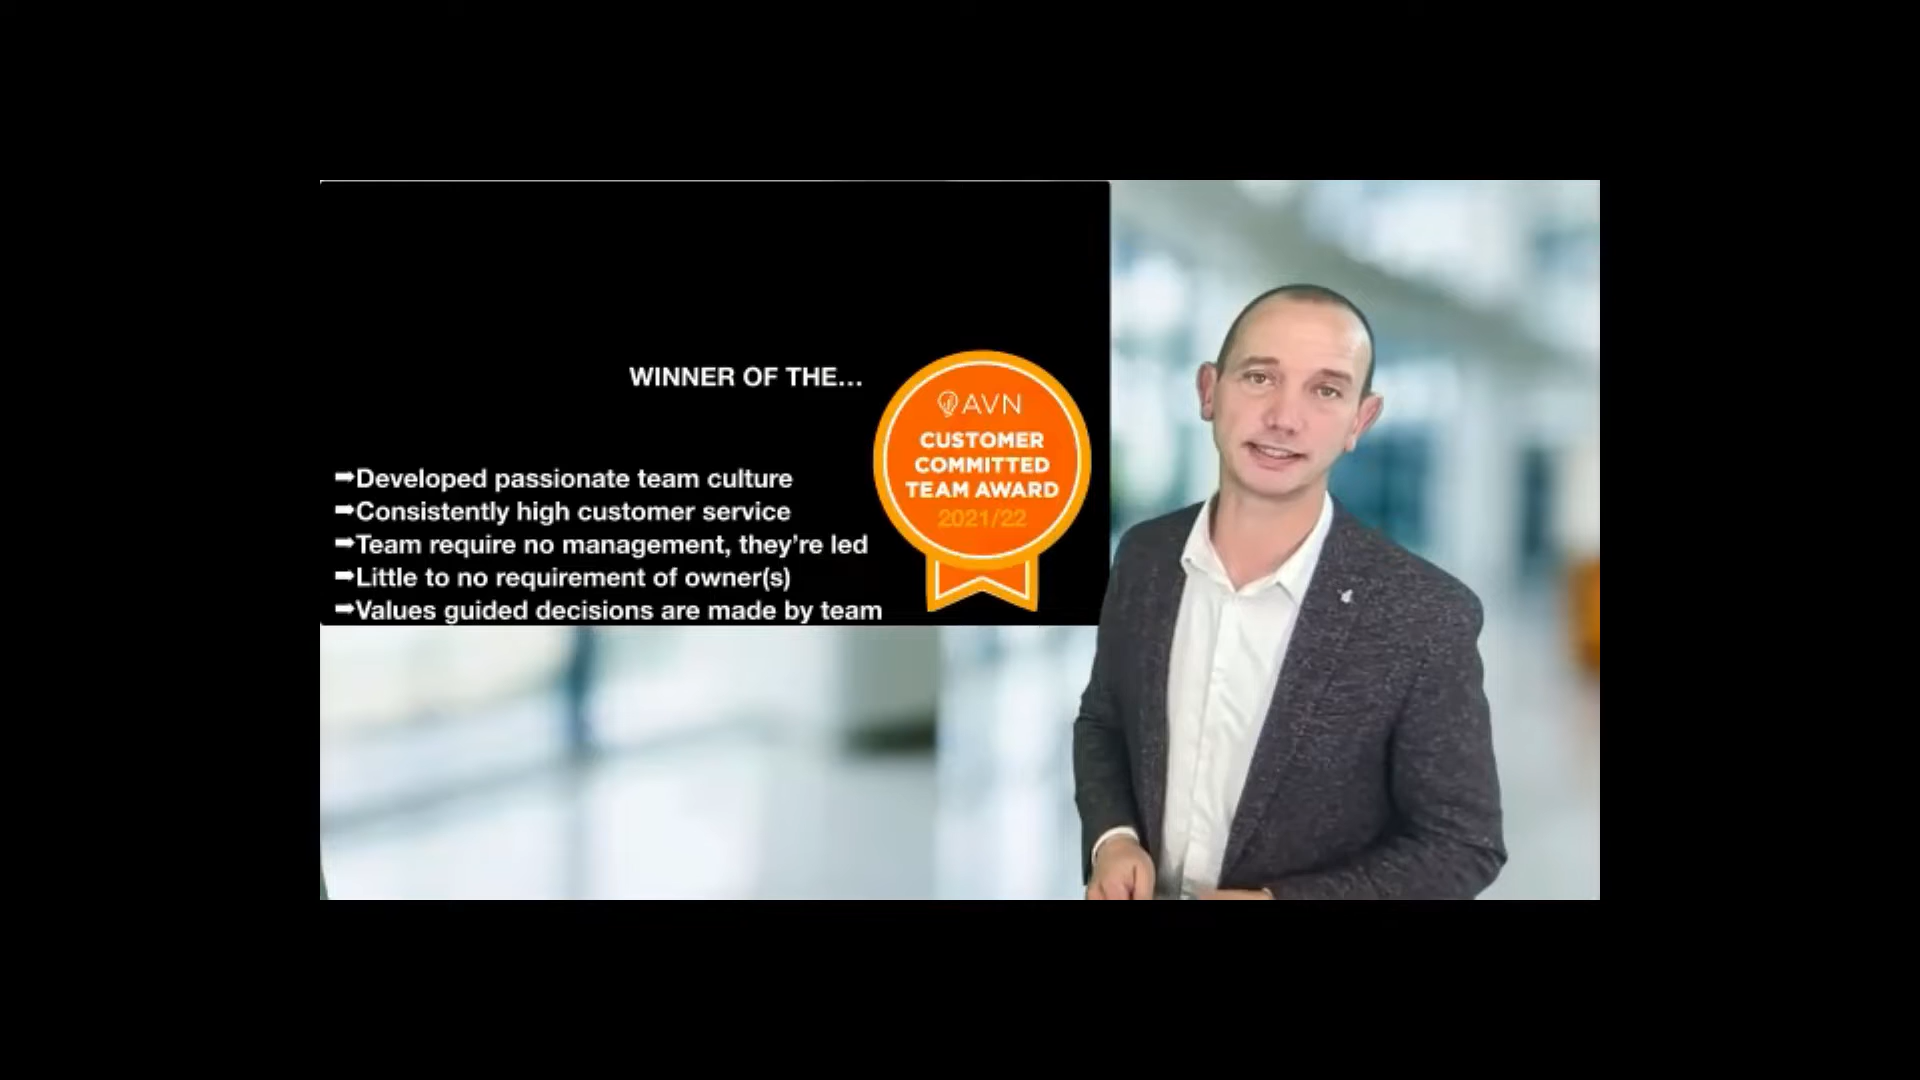 WINNER OF THE...
AVN
CUSTOMER
COMMITTED
TEAM AWARD
2021/22
➡Developed passionate team culture
➡Consistently high customer service
➡Team require no management, they're led
➡Little to no requirement of owner(s)
➡Values guided decisions are made by team